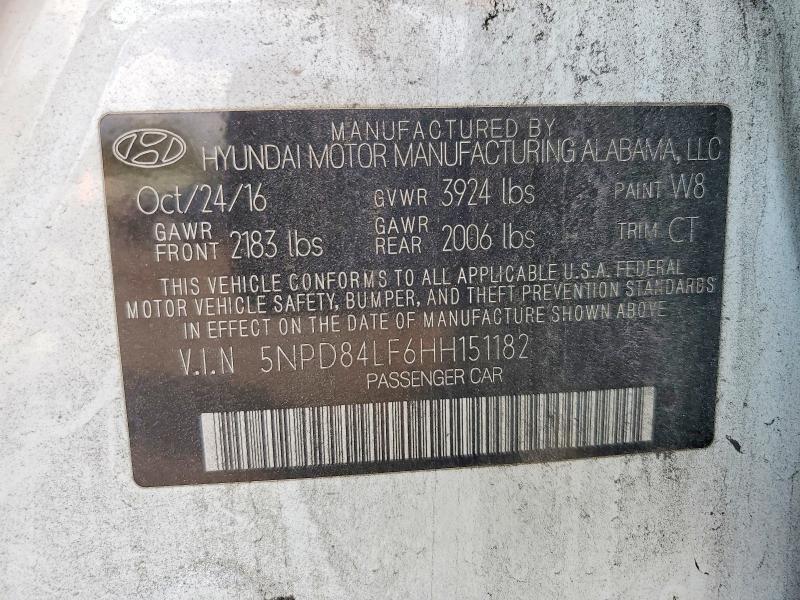 MANUFACTURED BY
HYUNDAI MOTOR MANUFACTURING ALABAMA, LLC
Oct/24/16 GVWR 3924 lbs PAINT W8
GAWR FRONT 2183 lbs GAWR REAR 2006 lbs TRIM CT
THIS VEHICLE CONFORMS TO ALL APPLICABLE U.S.A. FEDERAL
MOTOR VEHICLE SAFETY, BUMPER, AND THEFT PREVENTION STANDARDS
IN EFFECT ON THE DATE OF MANUFACTURE SHOWN ABOVE
V.I.N 5NPD84LF6HH151182
PASSENGER CAR